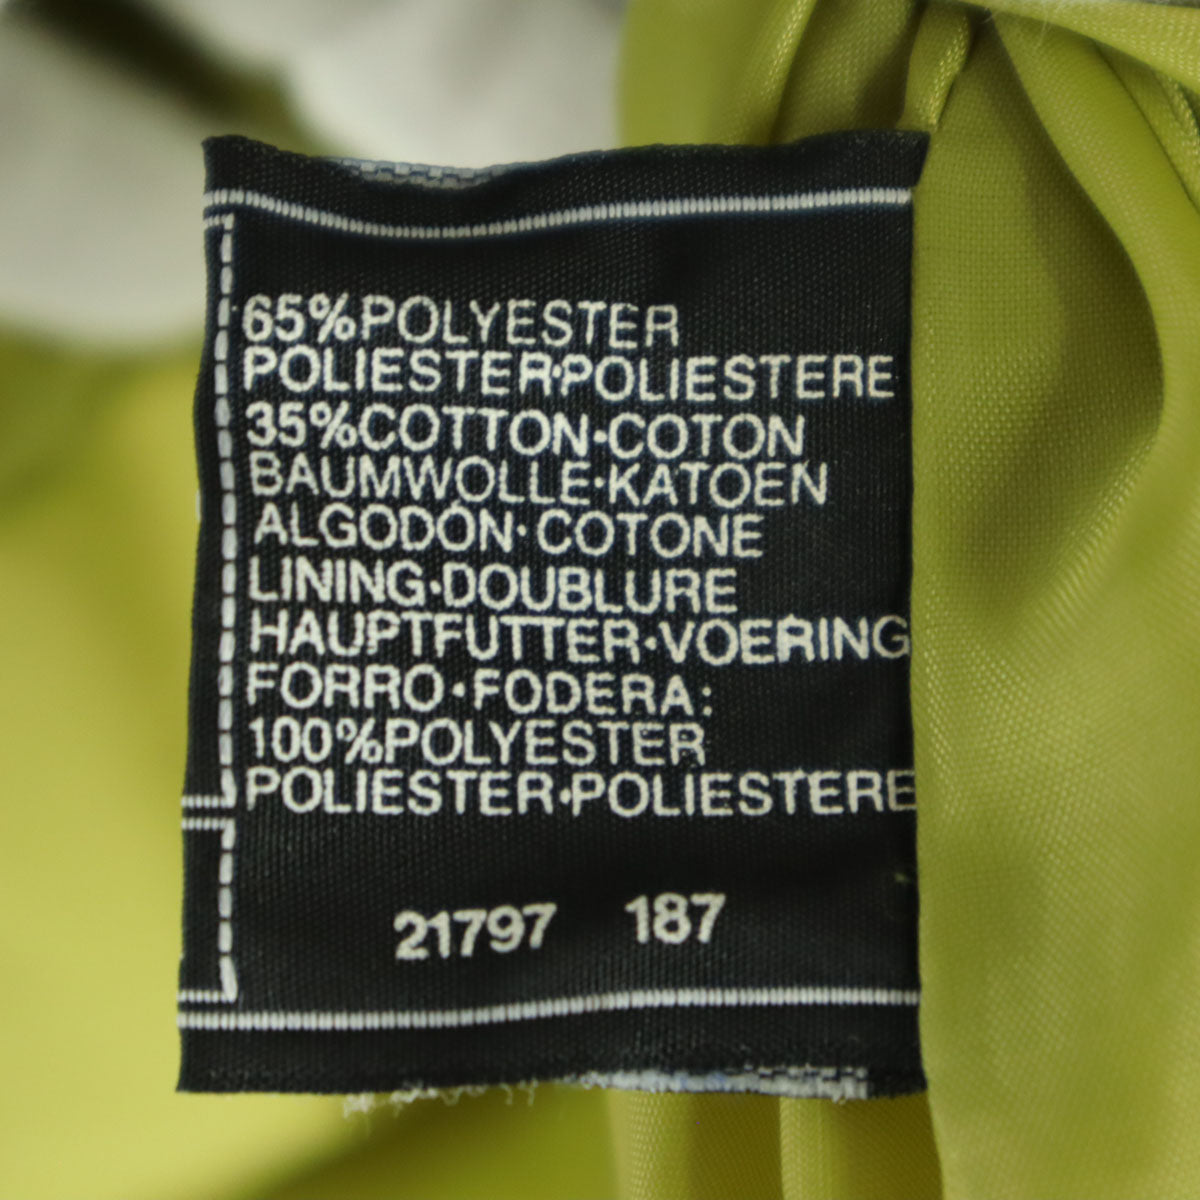 65%POLYESTER
POLIESTER·POLIESTERE
35%COTTON·COTON
BAUMWOLLE·KATOEN
ALGODÓN·COTONE
LINING·DOUBLURE
HAUPTFUTTER·VOERING
FORRO·FODERA:
100%POLYESTER
POLIESTER·POLIESTERE
21797 187